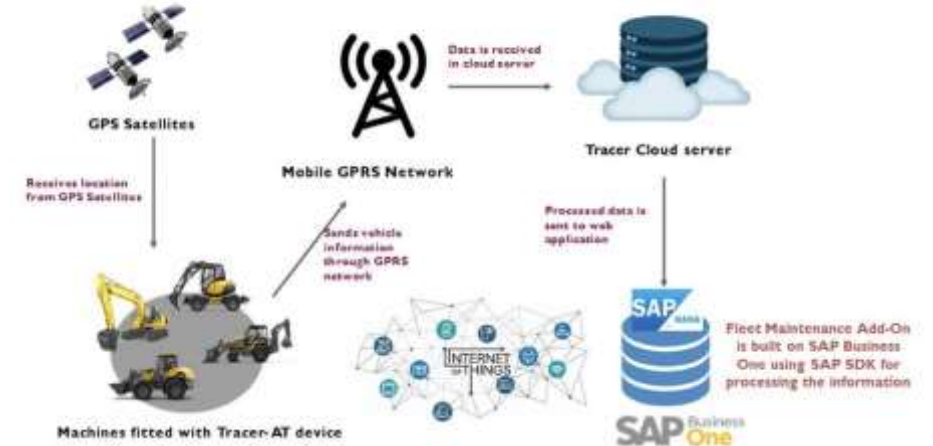 GPS Satellites
Receives location
from GPS Satellites
Machines fitted with Tracer-AT device
Sends vehicle
information
through GPRS
network
Mobile GPRS Network
Data is received
in cloud server
Tracer Cloud server
Processed data is
sent to web
application
INTERNET
OF THINGS
SAP
HANA
Fleet Maintenance Add-On
is built on SAP Business
One using SAP SDK for
processing the information
SAP Business
One